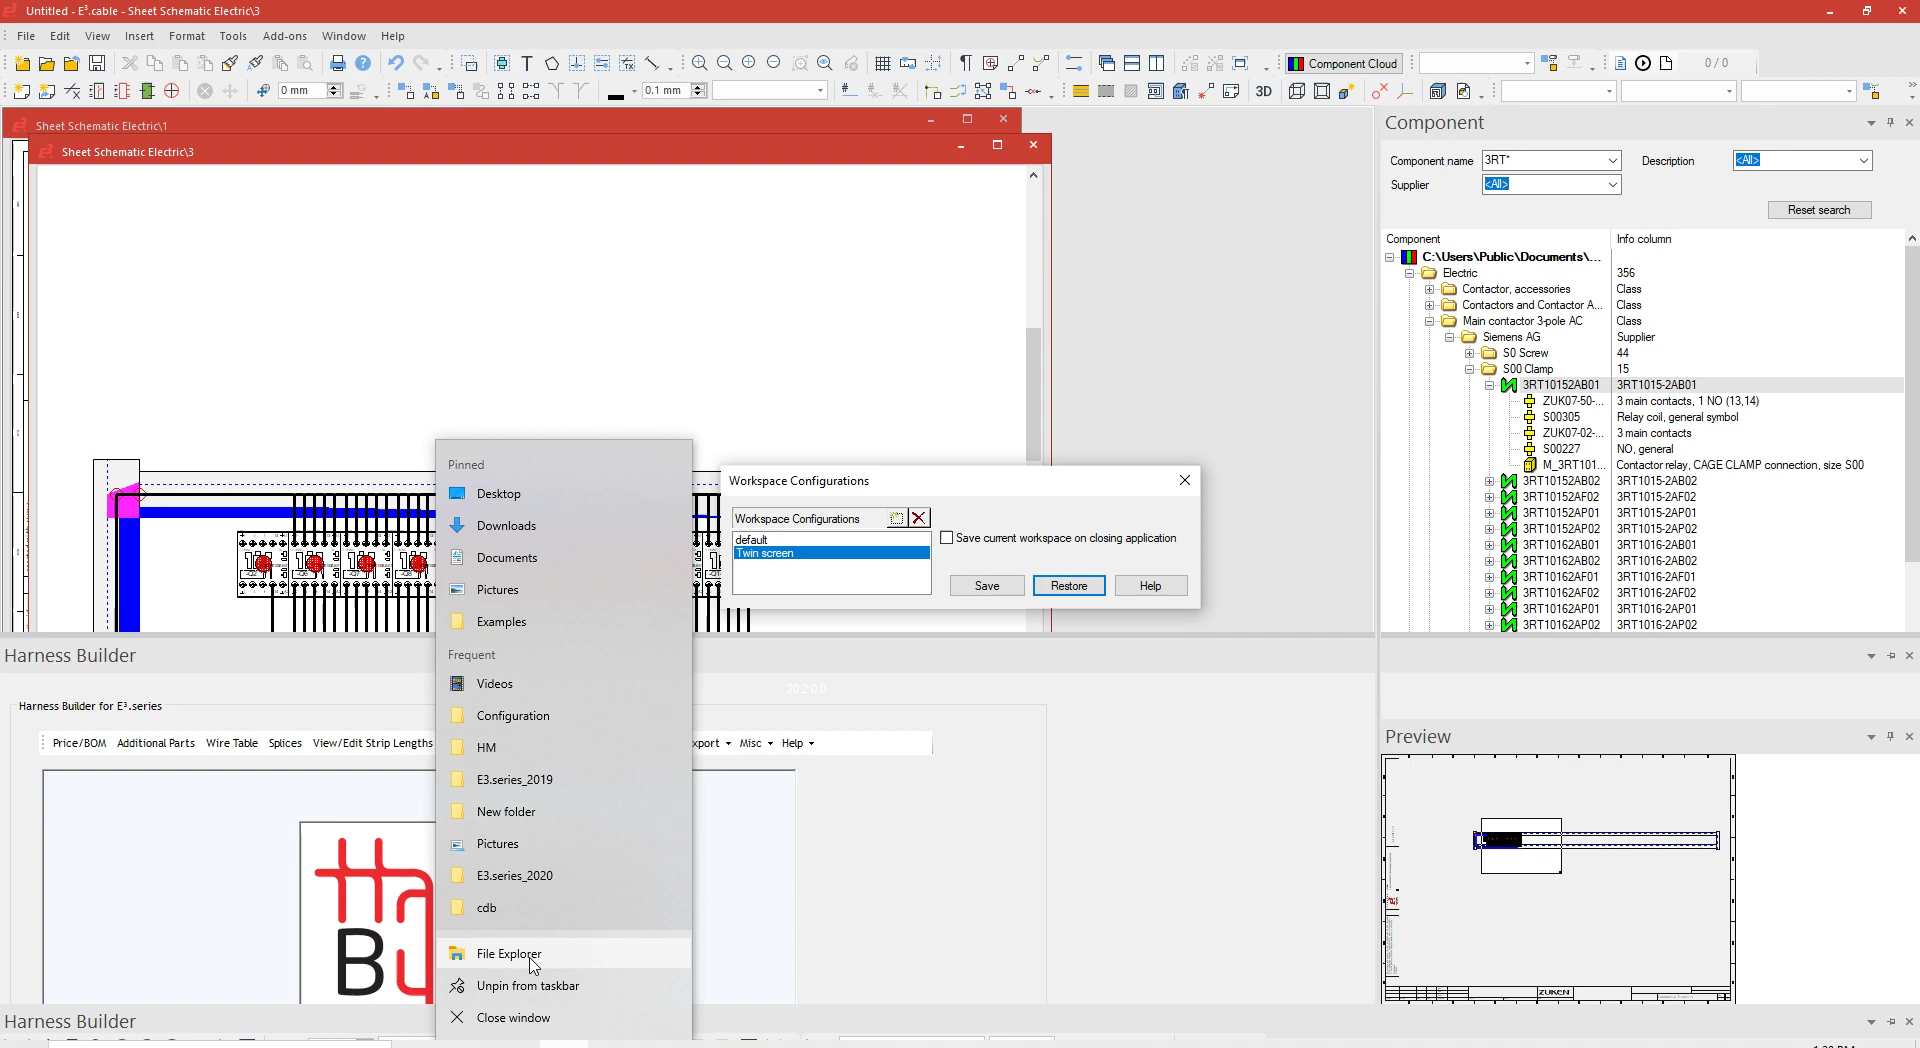 Untitled - E³.cable - Sheet Schematic Electric\3
File Edit View Insert Format Tools Add-ons Window Help
Component Cloud
0 / 0
0 mm
0.1 mm
3D
Sheet Schematic Electric\1
Sheet Schematic Electric\3
Component
Component name 3RT* Description <All>
Supplier <All>
Reset search
Component Info column
C:\Users\Public\Documents\...
Electric 356
Contactor, accessories Class
Contactors and Contactor A... Class
Main contactor 3-pole AC Class
Siemens AG Supplier
S0 Screw 44
S00 Clamp 15
3RT10152AB01 3RT1015-2AB01
ZUK07-50-... 3 main contacts, 1 NO (13,14)
S00305 Relay coil, general symbol
ZUK07-02-... 3 main contacts
S00227 NO, general
M_3RT101... Contactor relay, CAGE CLAMP connection, size S00
3RT10152AB02 3RT1015-2AB02
3RT10152AF02 3RT1015-2AF02
3RT10152AP01 3RT1015-2AP01
3RT10152AP02 3RT1015-2AP02
3RT10162AB01 3RT1016-2AB01
3RT10162AB02 3RT1016-2AB02
3RT10162AF01 3RT1016-2AF01
3RT10162AF02 3RT1016-2AF02
3RT10162AP01 3RT1016-2AP01
3RT10162AP02 3RT1016-2AP02
Pinned
Desktop
Downloads
Documents
Pictures
Examples
Frequent
Videos
Configuration
HM
E3.series_2019
New folder
Pictures
E3.series_2020
cdb
File Explorer
Unpin from taskbar
Close window
Workspace Configurations
Workspace Configurations
default
Twin screen
Save current workspace on closing application
Save Restore Help
Harness Builder
20.2.0.0
Harness Builder for E³.series
Price/BOM Additional Parts Wire Table Splices View/Edit Strip Lengths xport Misc Help
Preview
ZUKEN
Harness Builder